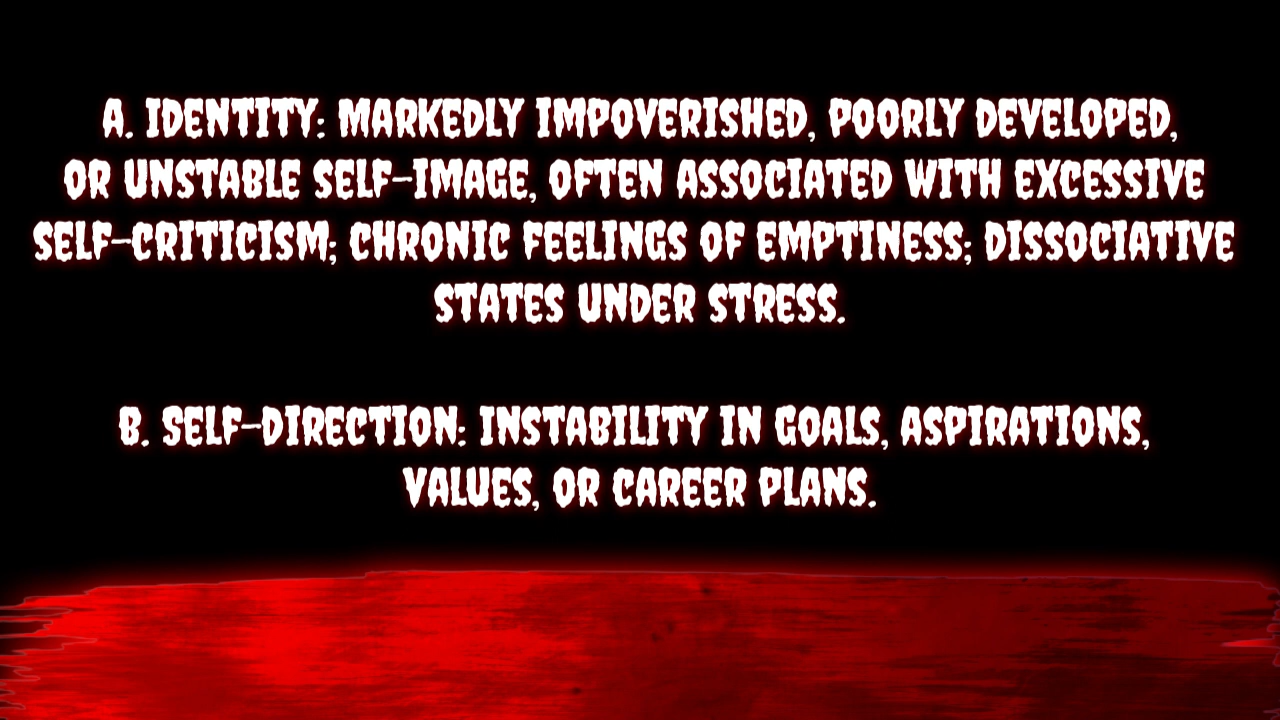 A. IDENTITY: MARKEDLY IMPOVERISHED, POORLY DEVELOPED,
OR UNSTABLE SELF-IMAGE, OFTEN ASSOCIATED WITH EXCESSIVE
SELF-CRITICISM; CHRONIC FEELINGS OF EMPTINESS; DISSOCIATIVE
STATES UNDER STRESS.
B. SELF-DIRECTION: INSTABILITY IN GOALS, ASPIRATIONS,
VALUES, OR CAREER PLANS.